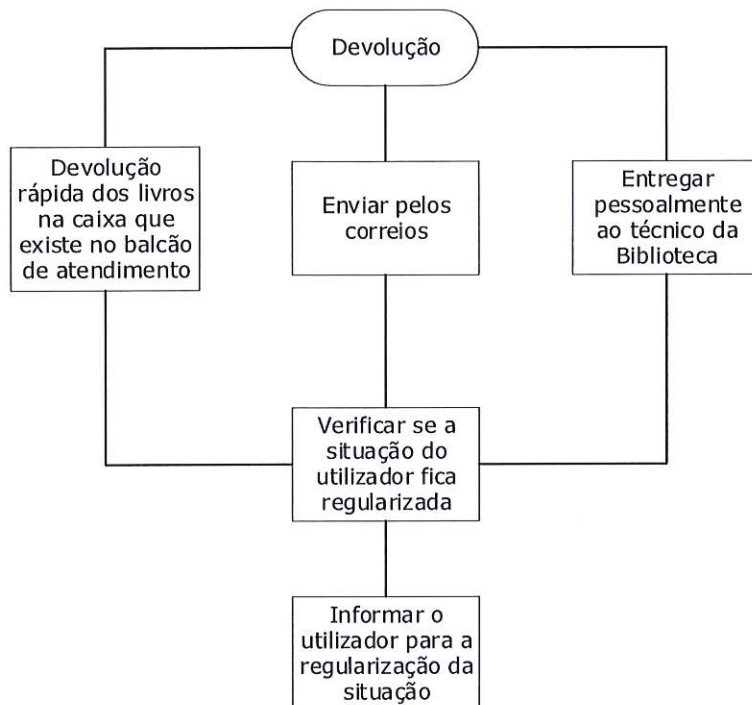 Devolução
Devolução
rápida dos livros
na caixa que
existe no balcão
de atendimento
Enviar pelos
correios
Entregar
pessoalmente
ao técnico da
Biblioteca
Verificar se a
situação do
utilizador fica
regularizada
Informar o
utilizador para a
regularização da
situação